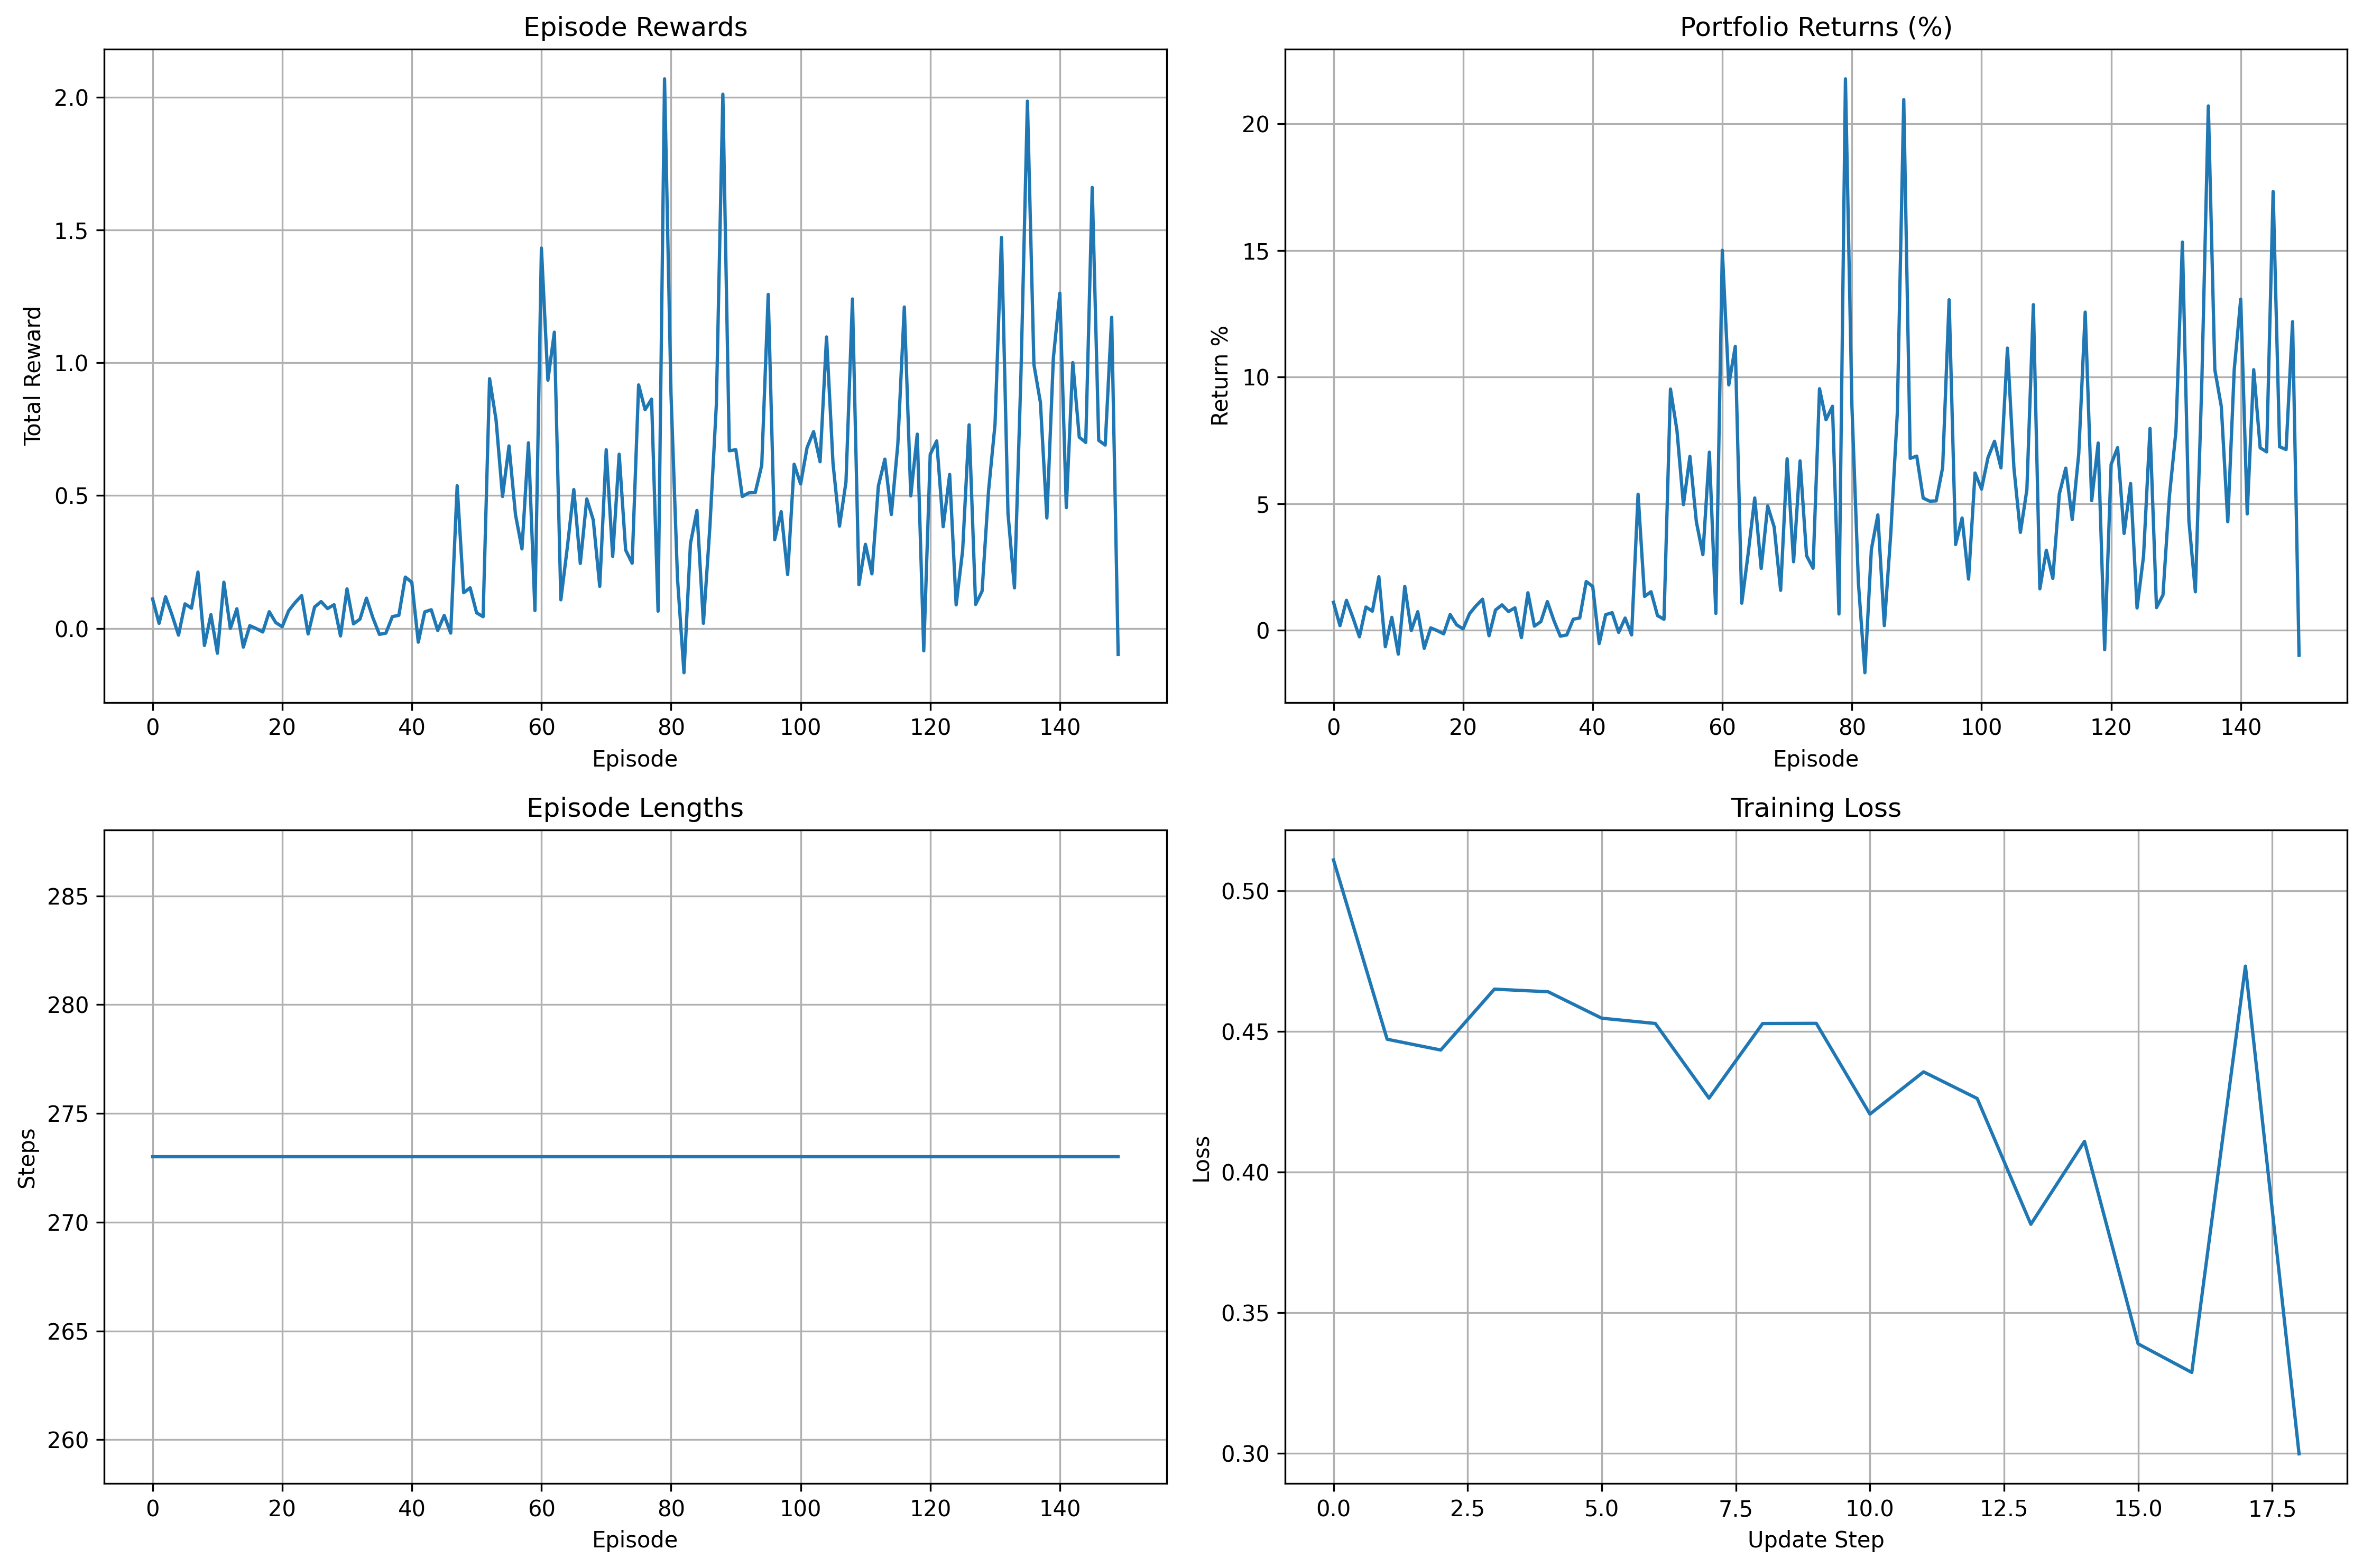 Episode Rewards
Total Reward
2.0
1.5
1.0
0.5
0.0
0 20 40 60 80 100 120 140
Episode
Portfolio Returns (%)
Return %
20
15
10
5
0
0 20 40 60 80 100 120 140
Episode
Episode Lengths
Steps
285
280
275
270
265
260
0 20 40 60 80 100 120 140
Episode
Training Loss
Loss
0.50
0.45
0.40
0.35
0.30
0.0 2.5 5.0 7.5 10.0 12.5 15.0 17.5
Update Step